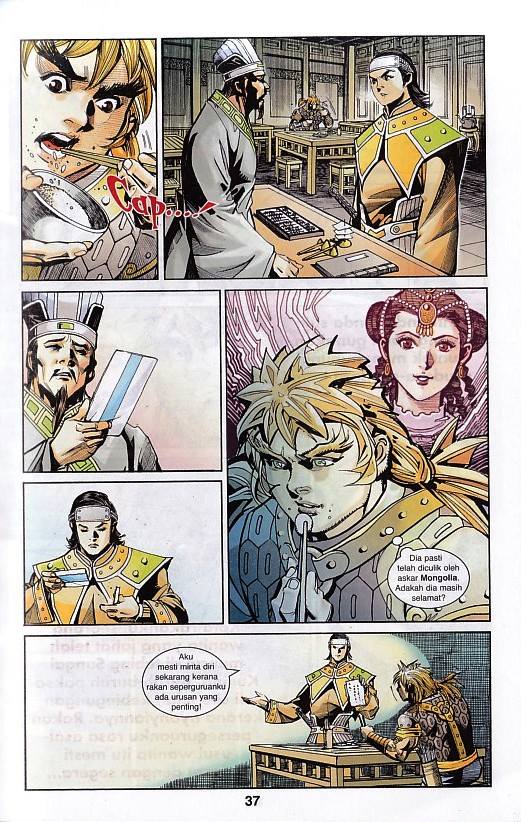 Cap....!
Dia pasti
telah diculik oleh
askar Mongolla.
Adakah dia masih
selamat?
Aku
mesti minta diri
sekarang kerana
rakan seperguruanku
ada urusan yang
penting!
37